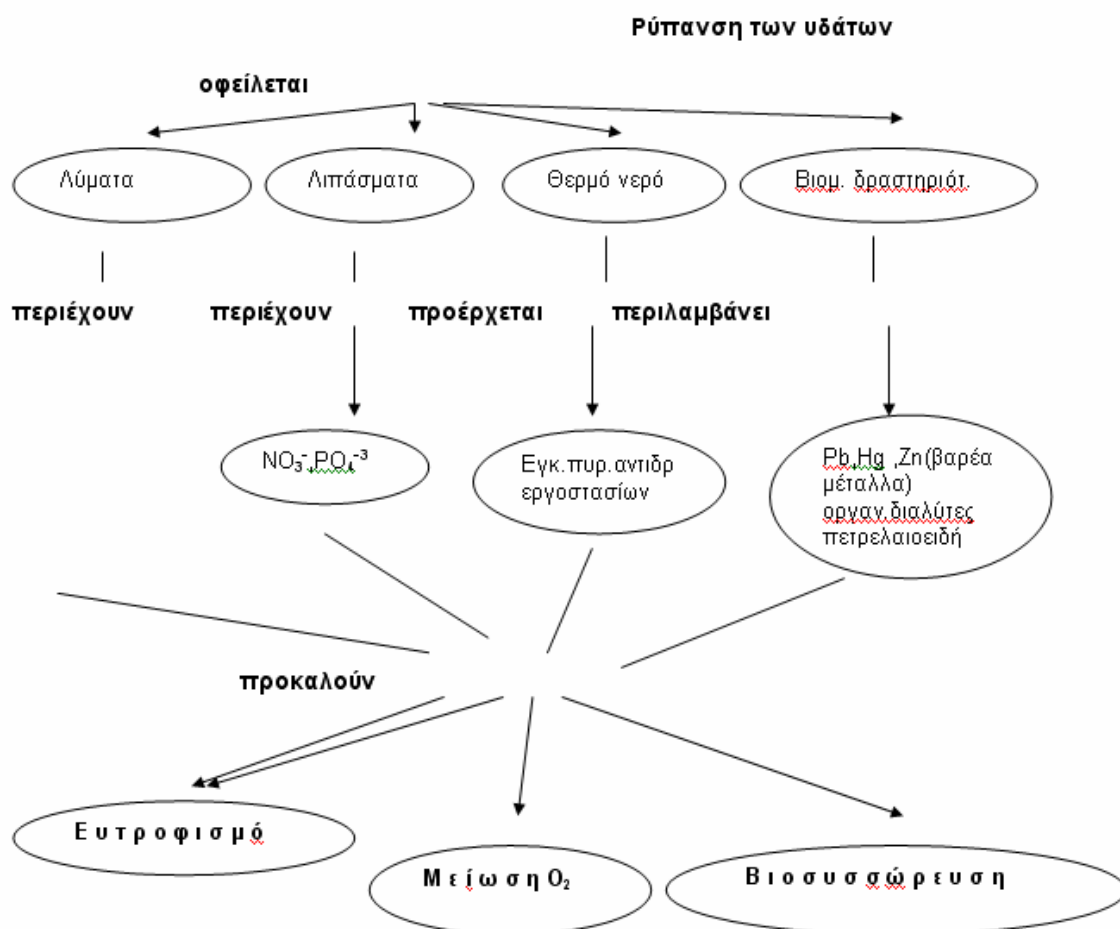 Ρύπανση των υδάτων
οφείλεται
Λύματα
Λιπάσματα
Θερμό νερό
Βιομ. δραστηριότ.
περιέχουν
περιέχουν
προέρχεται
περιλαμβάνει
NO₃⁻,PO₄⁻³
Εγκ.πυρ.αντιδρ
εργοστασίων
Pb,Hg ,Zn(βαρέα
μέταλλα)
οργαν.διαλύτες
πετρελαιοειδή
προκαλούν
Ευτροφισμό
Μείωση O₂
Βιοσυσσώρευση